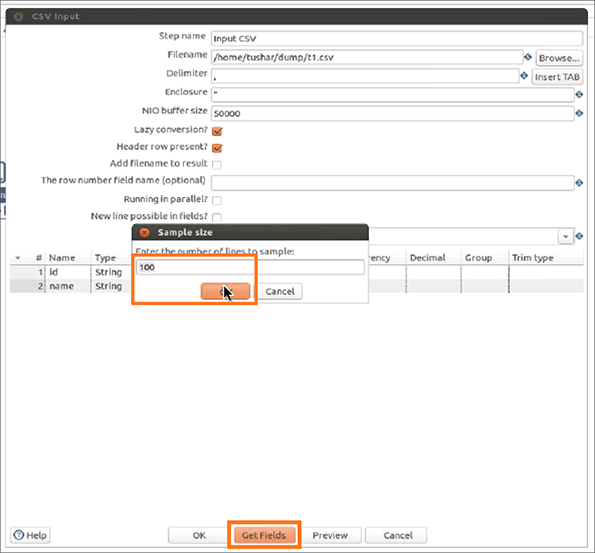 CSV Input
Step name Input CSV
Filename /home/tushar/dump/t1.csv Browse...
Delimiter , Insert TAB
Enclosure "
NIO buffer size 50000
Lazy conversion?
Header row present?
Add filename to result
The row number field name (optional)
Running in parallel?
New line possible in fields?
Sample size
Enter the number of lines to sample:
100
Cancel
# Name Type Decimal Group Trim type
1 id String
2 name String
Help OK Get Fields Preview Cancel